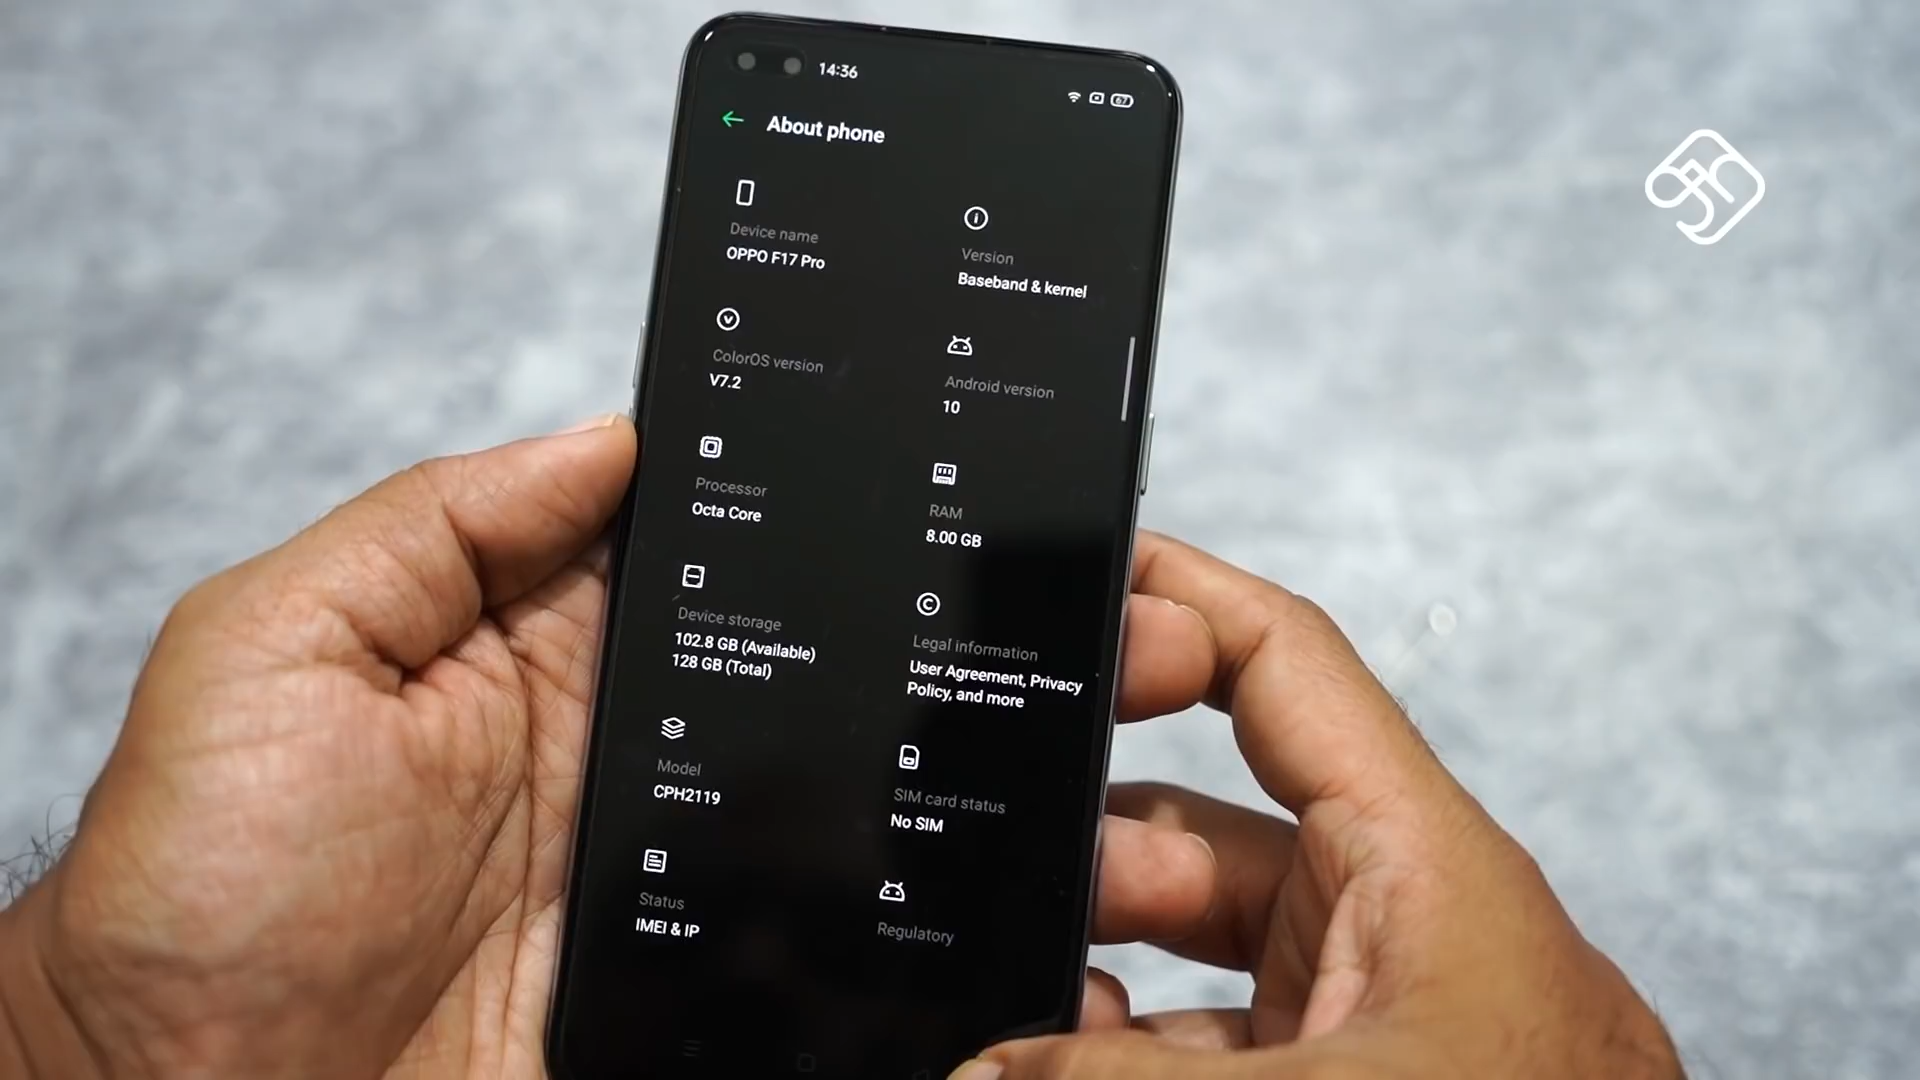 14:36
67
About phone
Device name
OPPO F17 Pro
Version
Baseband & kernel
ColorOS version
V7.2
Android version
10
Processor
Octa Core
RAM
8.00 GB
Device storage
102.8 GB (Available)
128 GB (Total)
Legal information
User Agreement, Privacy
Policy, and more
Model
CPH2119
SIM card status
No SIM
Status
IMEI & IP
Regulatory